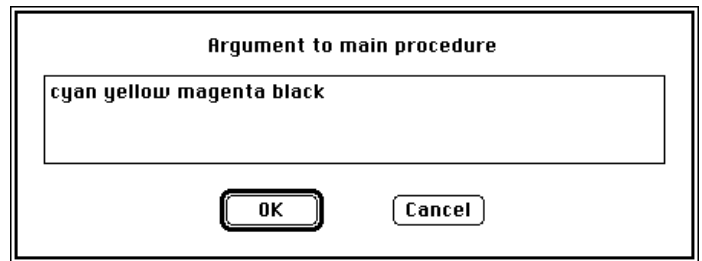 Argument to main procedure
cyan yellow magenta black
OK Cancel